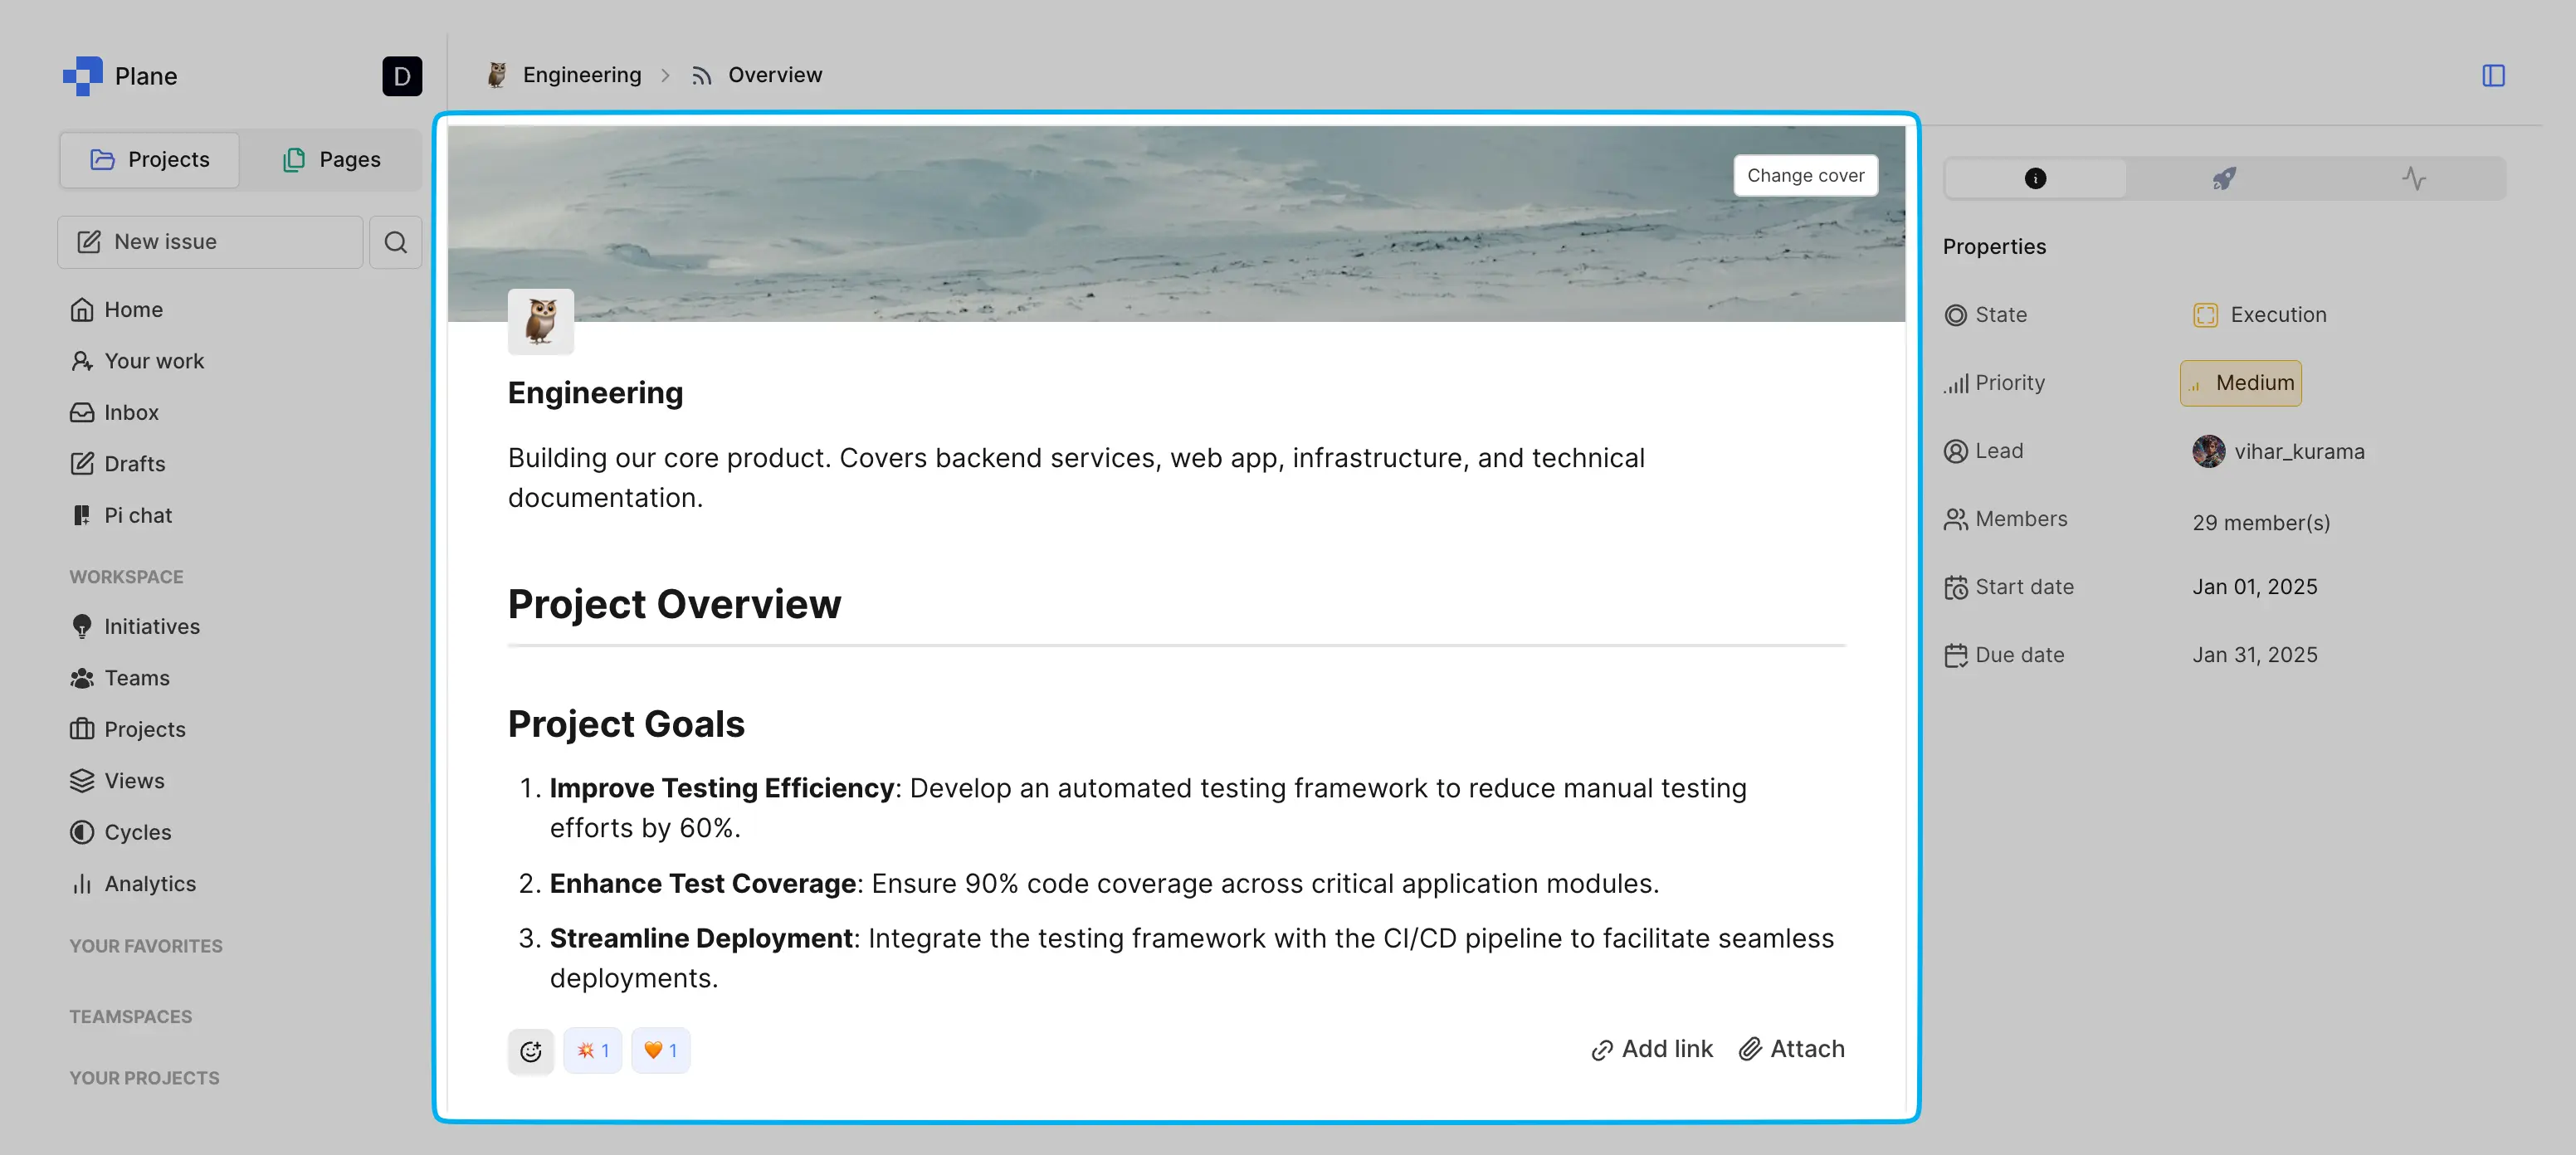 Plane
D
Engineering
Overview
Projects
Pages
New issue
Home
Your work
Inbox
Drafts
Pi chat
WORKSPACE
Initiatives
Teams
Projects
Views
Cycles
Analytics
YOUR FAVORITES
TEAMSPACES
YOUR PROJECTS
Change cover
Engineering
Building our core product. Covers backend services, web app, infrastructure, and technical
documentation.
Project Overview
Project Goals
1. Improve Testing Efficiency: Develop an automated testing framework to reduce manual testing
efforts by 60%.
2. Enhance Test Coverage: Ensure 90% code coverage across critical application modules.
3. Streamline Deployment: Integrate the testing framework with the CI/CD pipeline to facilitate seamless
deployments.
💥 1
🧡 1
Add link
Attach
Properties
State
Execution
Priority
Medium
Lead
vihar_kurama
Members
29 member(s)
Start date
Jan 01, 2025
Due date
Jan 31, 2025